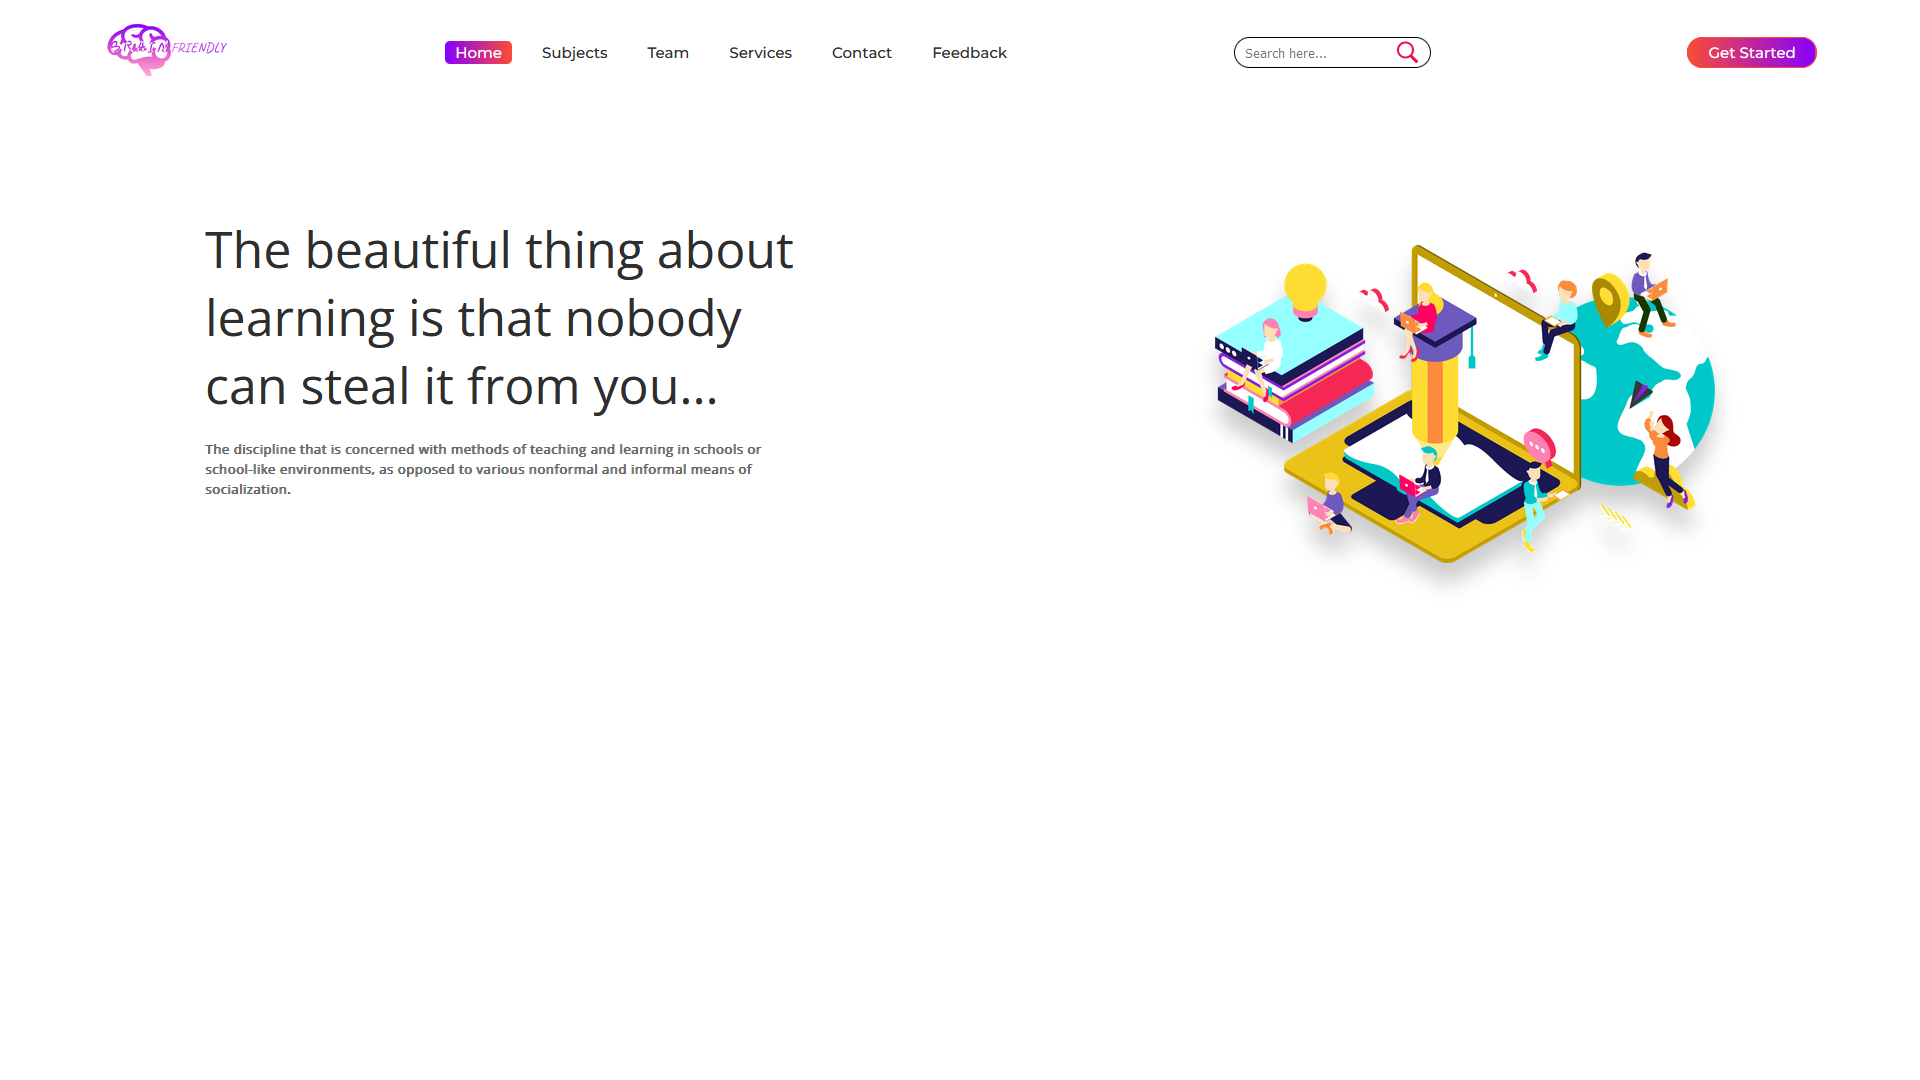 BRAIN FRIENDLY
Home
Subjects
Team
Services
Contact
Feedback
Search here...
Get Started
The beautiful thing about
learning is that nobody
can steal it from you...
The discipline that is concerned with methods of teaching and learning in schools or
school-like environments, as opposed to various nonformal and informal means of
socialization.